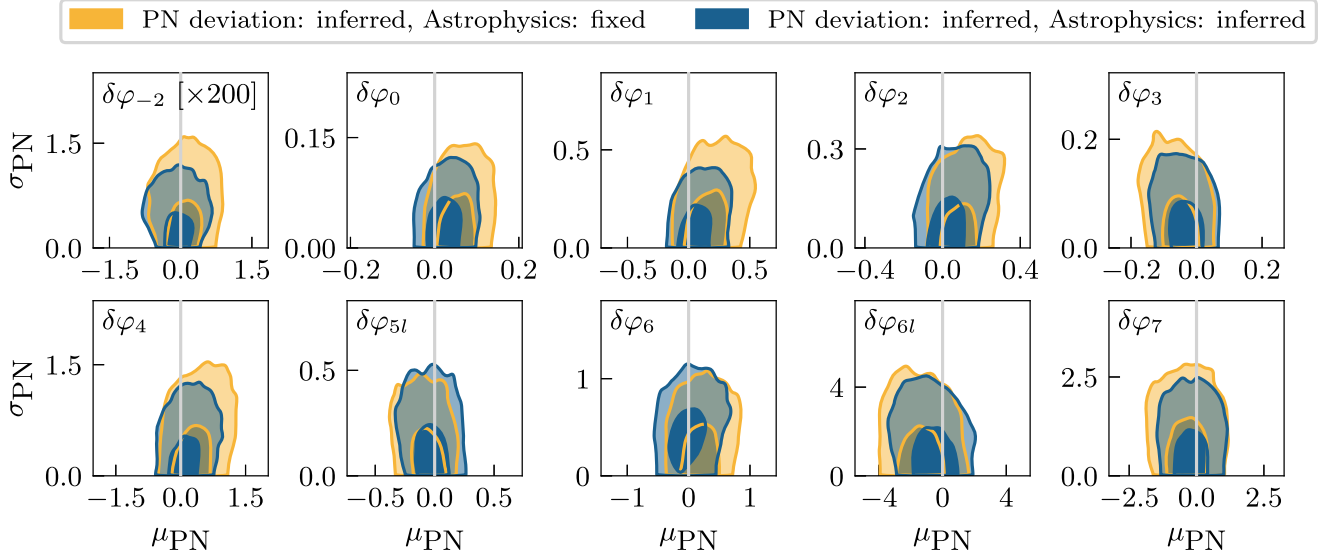 PN deviation: inferred, Astrophysics: fixed PN deviation: inferred, Astrophysics: inferred
δφ₋₂ [×200] δφ₀ δφ₁ δφ₂ δφ₃
σPN 1.5 0.0 0.15 0.00 0.5 0.0 0.3 0.0 0.2 0.0
−1.5 0.0 1.5 −0.2 0.0 0.2 −0.5 0.0 0.5 −0.4 0.0 0.4 −0.2 0.0 0.2
δφ₄ δφ₅ₗ δφ₆ δφ₆ₗ δφ₇
σPN 1.5 0.0 0.5 0.0 1 0 4 0 2.5 0.0
−1.5 0.0 1.5 −0.5 0.0 0.5 −1 0 1 −4 0 4 −2.5 0.0 2.5
μPN μPN μPN μPN μPN